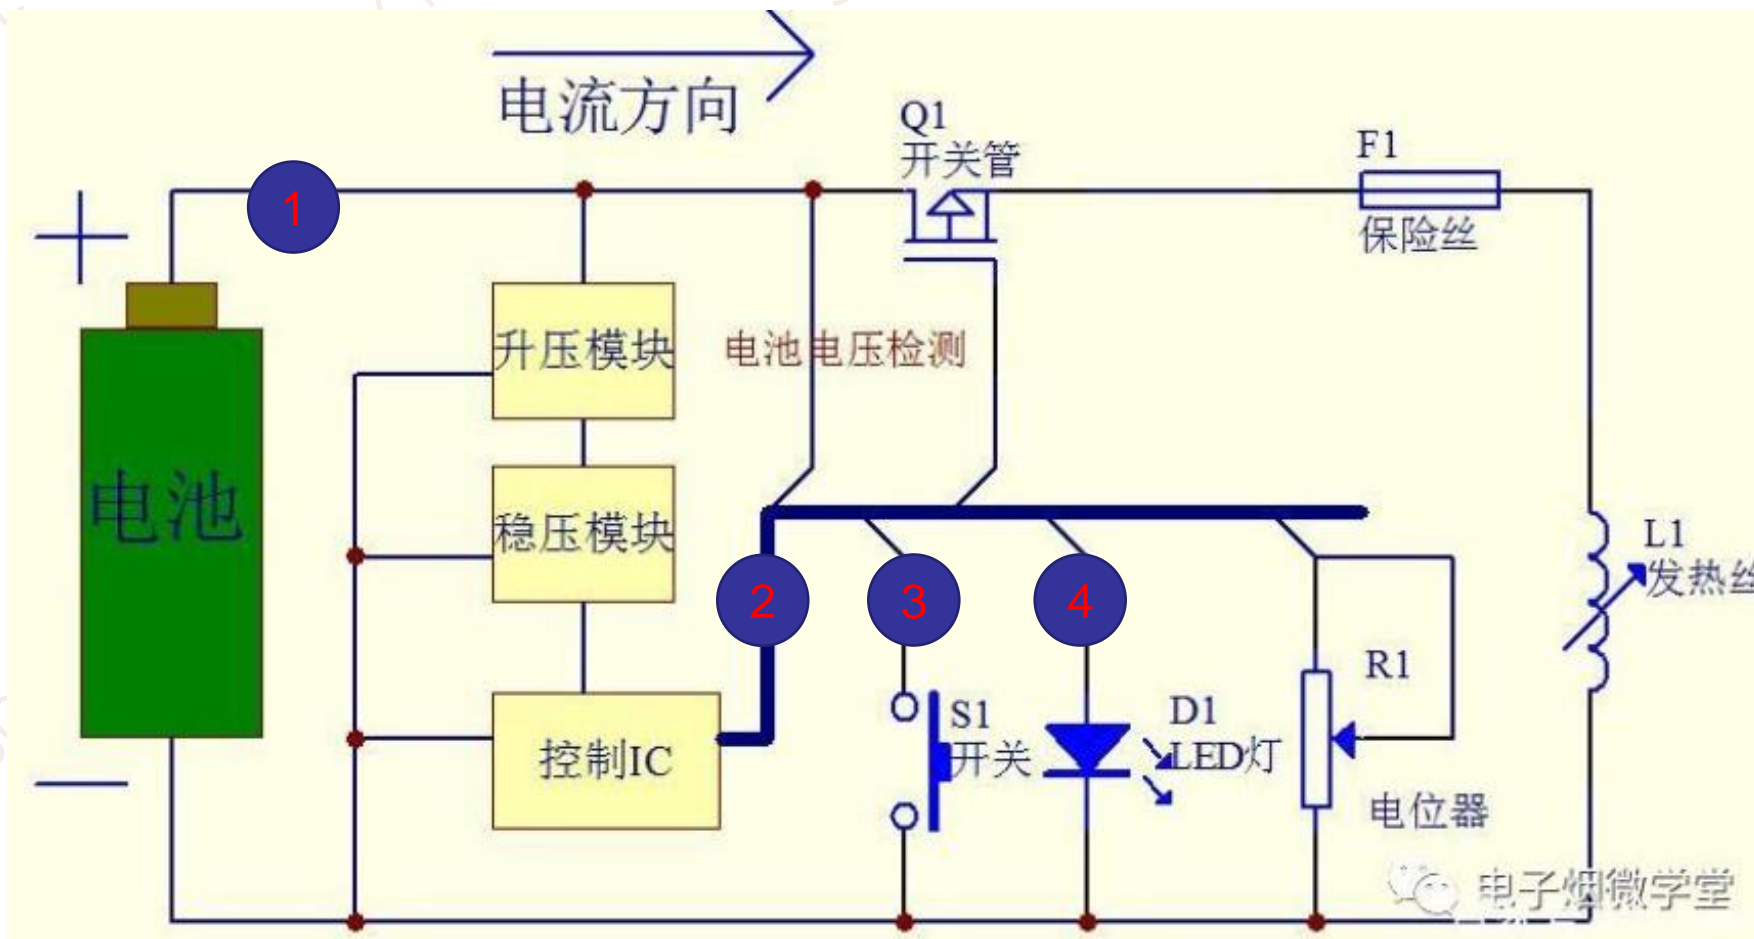 电流方向
Q1
开关管
F1
保险丝
1
升压模块
电池电压检测
电池
稳压模块
L1
发热丝
2
3
4
R1
控制IC
S1
开关
D1
LED灯
电位器
电子烟微学堂